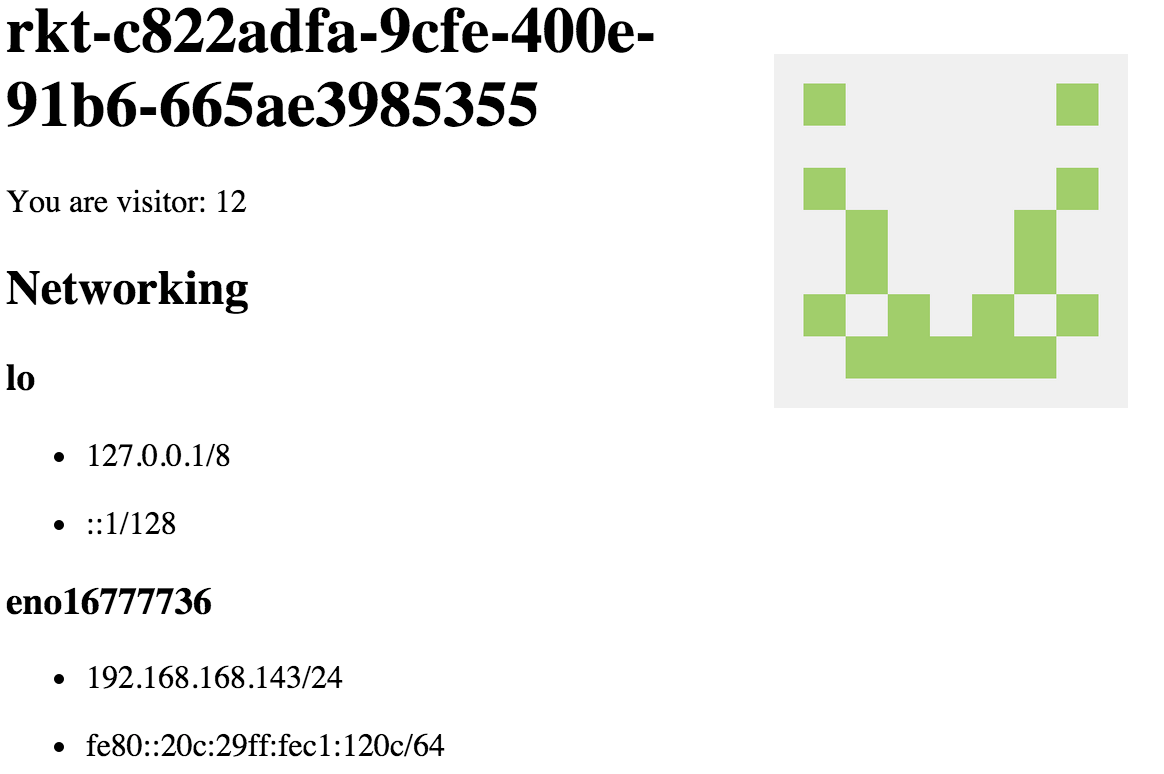 rkt-c822adfa-9cfe-400e-
91b6-665ae3985355
You are visitor: 12
Networking
lo
127.0.0.1/8
::1/128
eno16777736
192.168.168.143/24
fe80::20c:29ff:fec1:120c/64